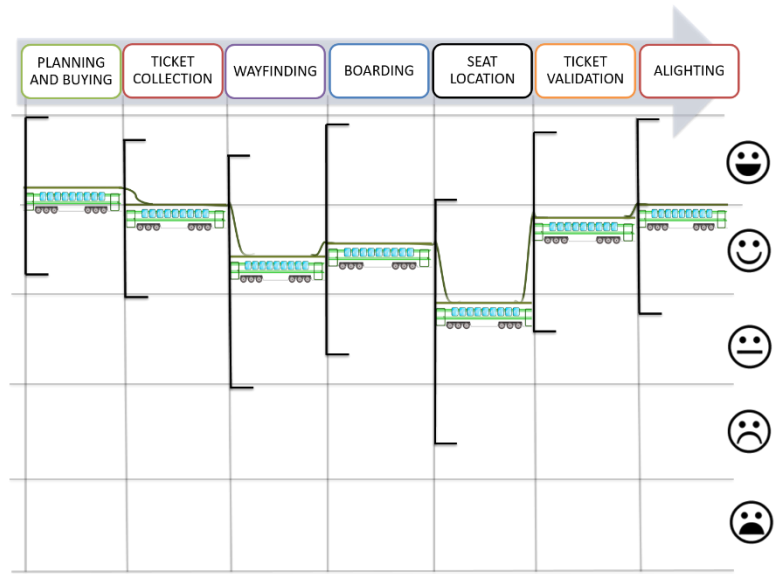 PLANNING
AND BUYING
TICKET
COLLECTION
WAYFINDING
BOARDING
SEAT
LOCATION
TICKET
VALIDATION
ALIGHTING